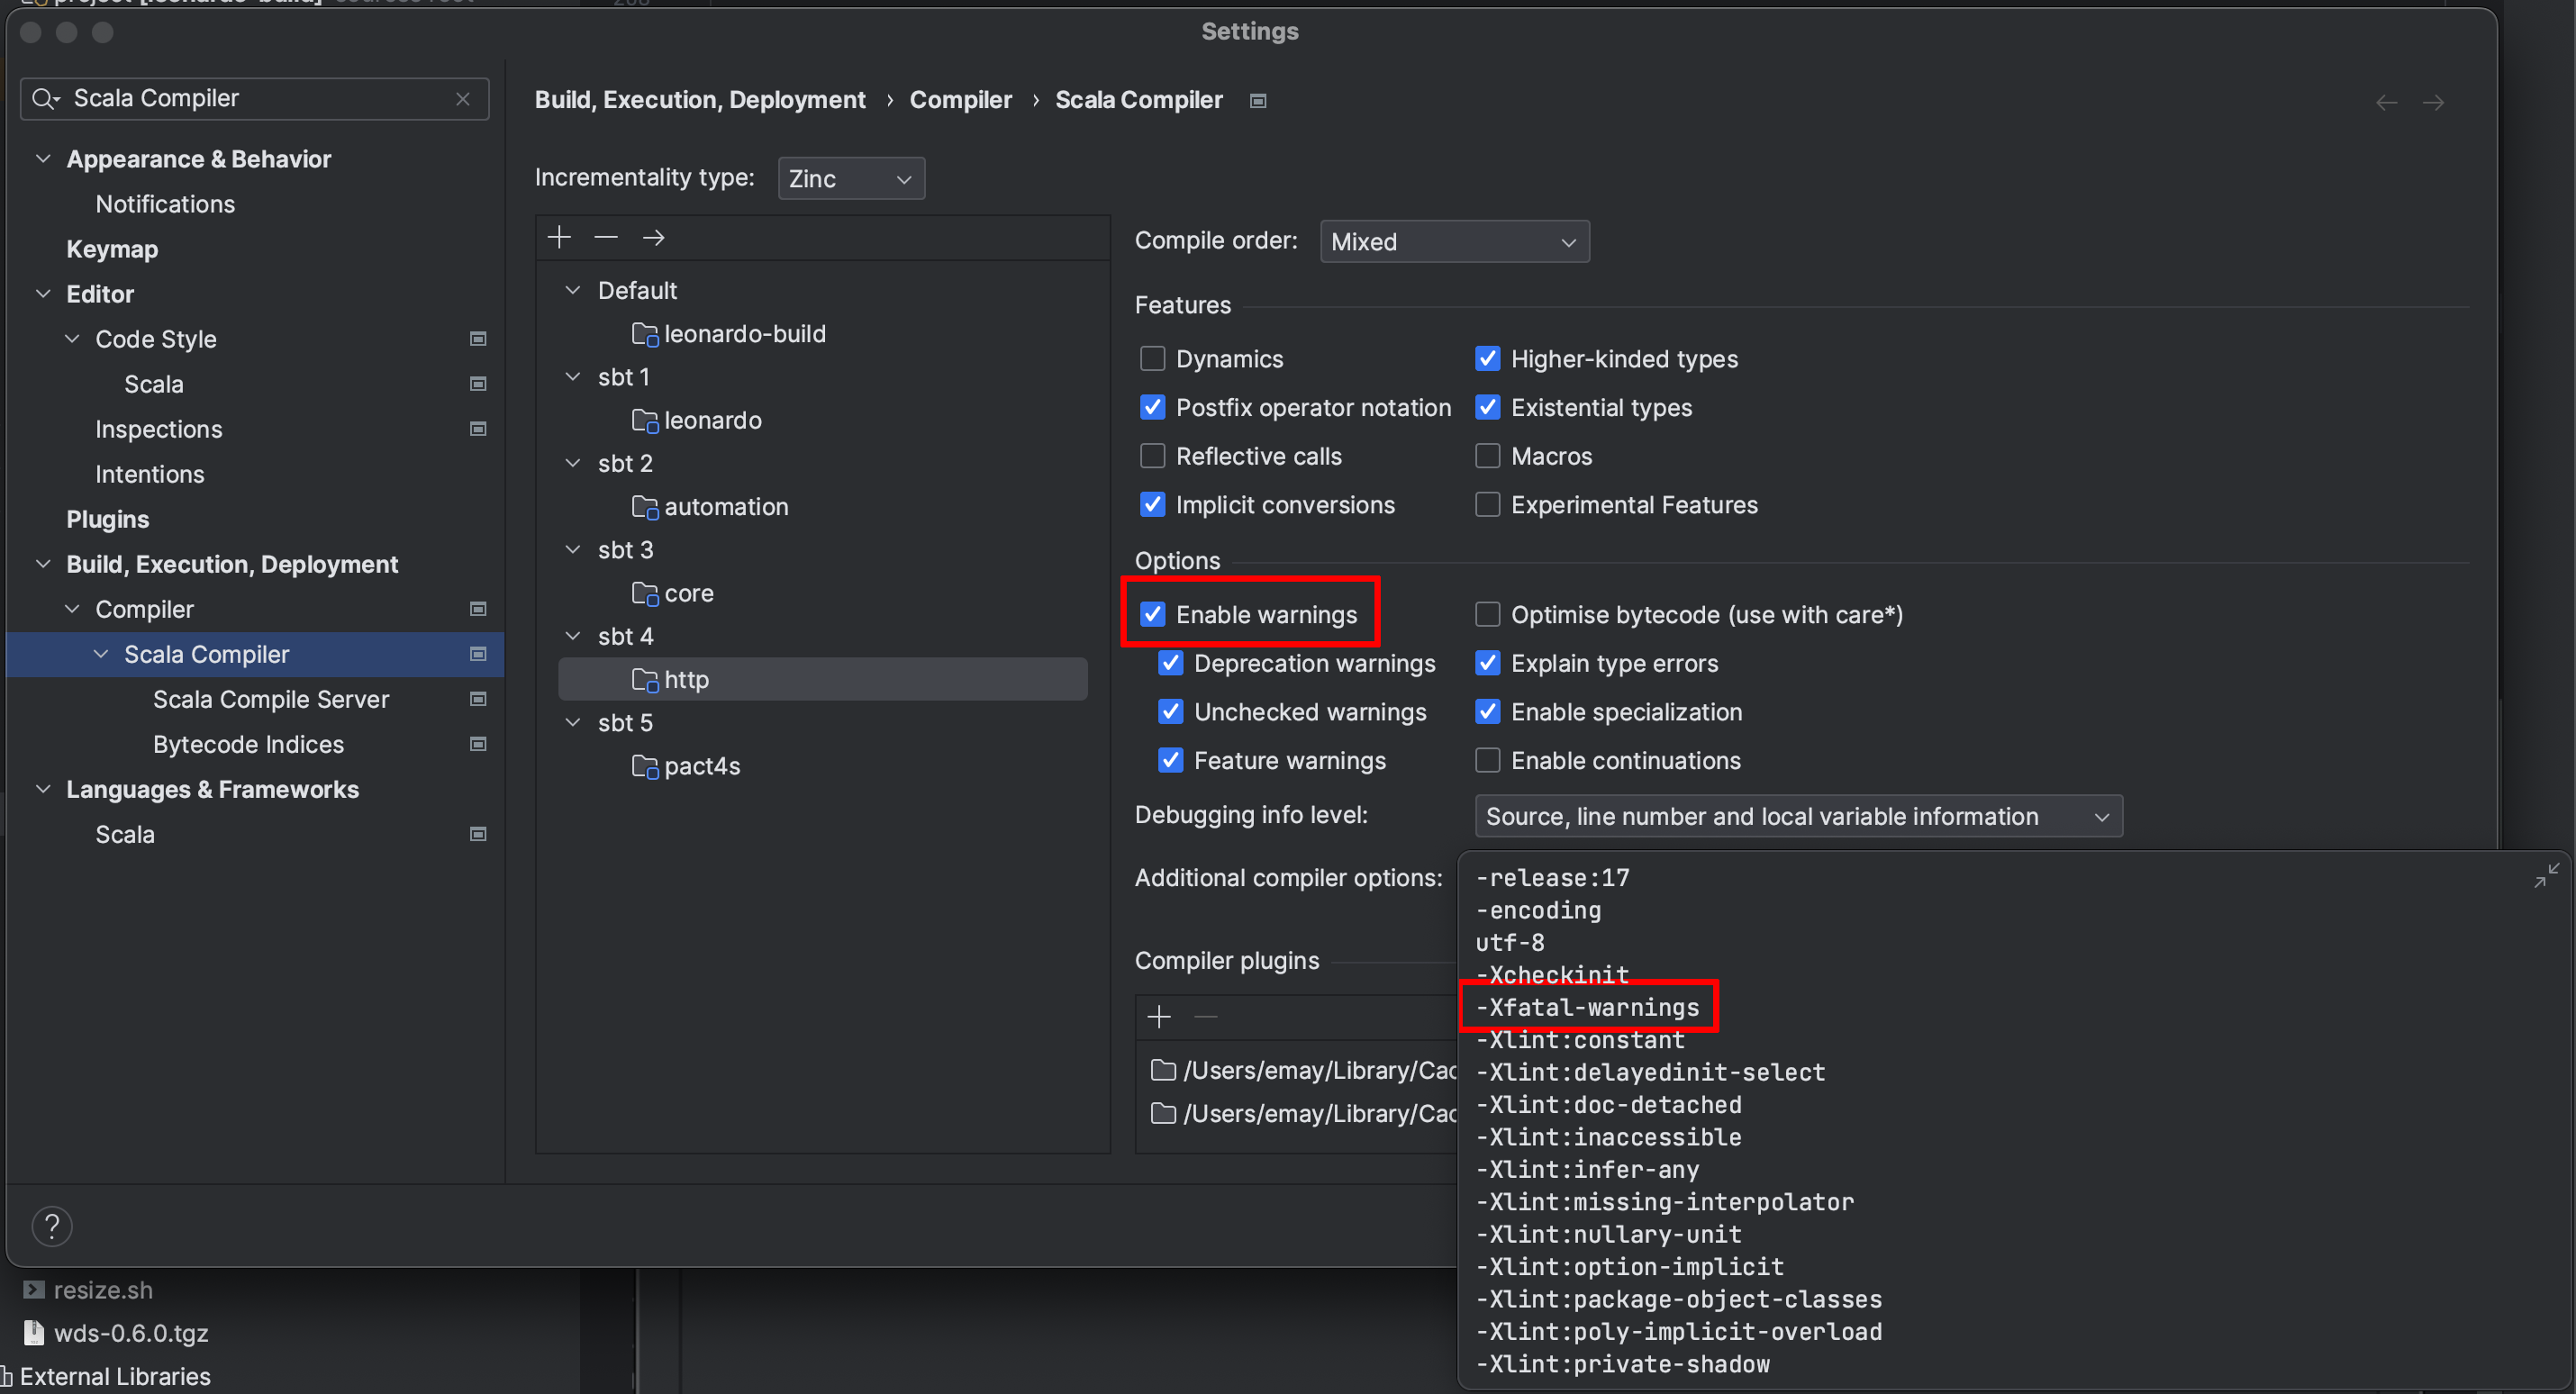 Settings
Scala Compiler
Build, Execution, Deployment › Compiler › Scala Compiler
Appearance & Behavior
Notifications
Keymap
Editor
Code Style
Scala
Inspections
Intentions
Plugins
Build, Execution, Deployment
Compiler
Scala Compiler
Scala Compile Server
Bytecode Indices
Languages & Frameworks
Scala
Incrementality type: Zinc
Default
leonardo-build
sbt 1
leonardo
sbt 2
automation
sbt 3
core
sbt 4
http
sbt 5
pact4s
Compile order: Mixed
Features
Dynamics Higher-kinded types
Postfix operator notation Existential types
Reflective calls Macros
Implicit conversions Experimental Features
Options
Enable warnings Optimise bytecode (use with care*)
Deprecation warnings Explain type errors
Unchecked warnings Enable specialization
Feature warnings Enable continuations
Debugging info level: Source, line number and local variable information
Additional compiler options:
-release:17
-encoding
utf-8
-Xcheckinit
-Xfatal-warnings
-Xlint:constant
-Xlint:delayedinit-select
-Xlint:doc-detached
-Xlint:inaccessible
-Xlint:infer-any
-Xlint:missing-interpolator
-Xlint:nullary-unit
-Xlint:option-implicit
-Xlint:package-object-classes
-Xlint:poly-implicit-overload
-Xlint:private-shadow
Compiler plugins
/Users/emay/Library/Cac
/Users/emay/Library/Cac
?
resize.sh
wds-0.6.0.tgz
External Libraries